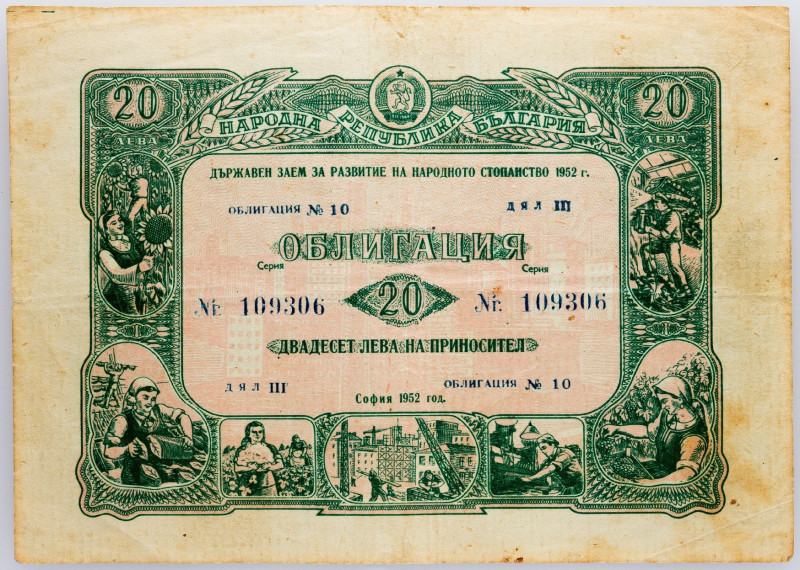 20 20
ЛЕВА ЛЕВА
НАРОДНА РЕПУБЛИКА БЪЛГАРИЯ
ДЪРЖАВЕН ЗАЕМ ЗА РАЗВИТИЕ НА НАРОДНОТО СТОПАНСТВО 1952 г.
ОБЛИГАЦИЯ № 10 ДЯЛ III
ОБЛИГАЦИЯ
Серия Серия
№ 109306 20 № 109306
ДВАДЕСЕТ ЛЕВА НА ПРИНОСИТЕЛ
ДЯЛ III ОБЛИГАЦИЯ № 10
София 1952 год.